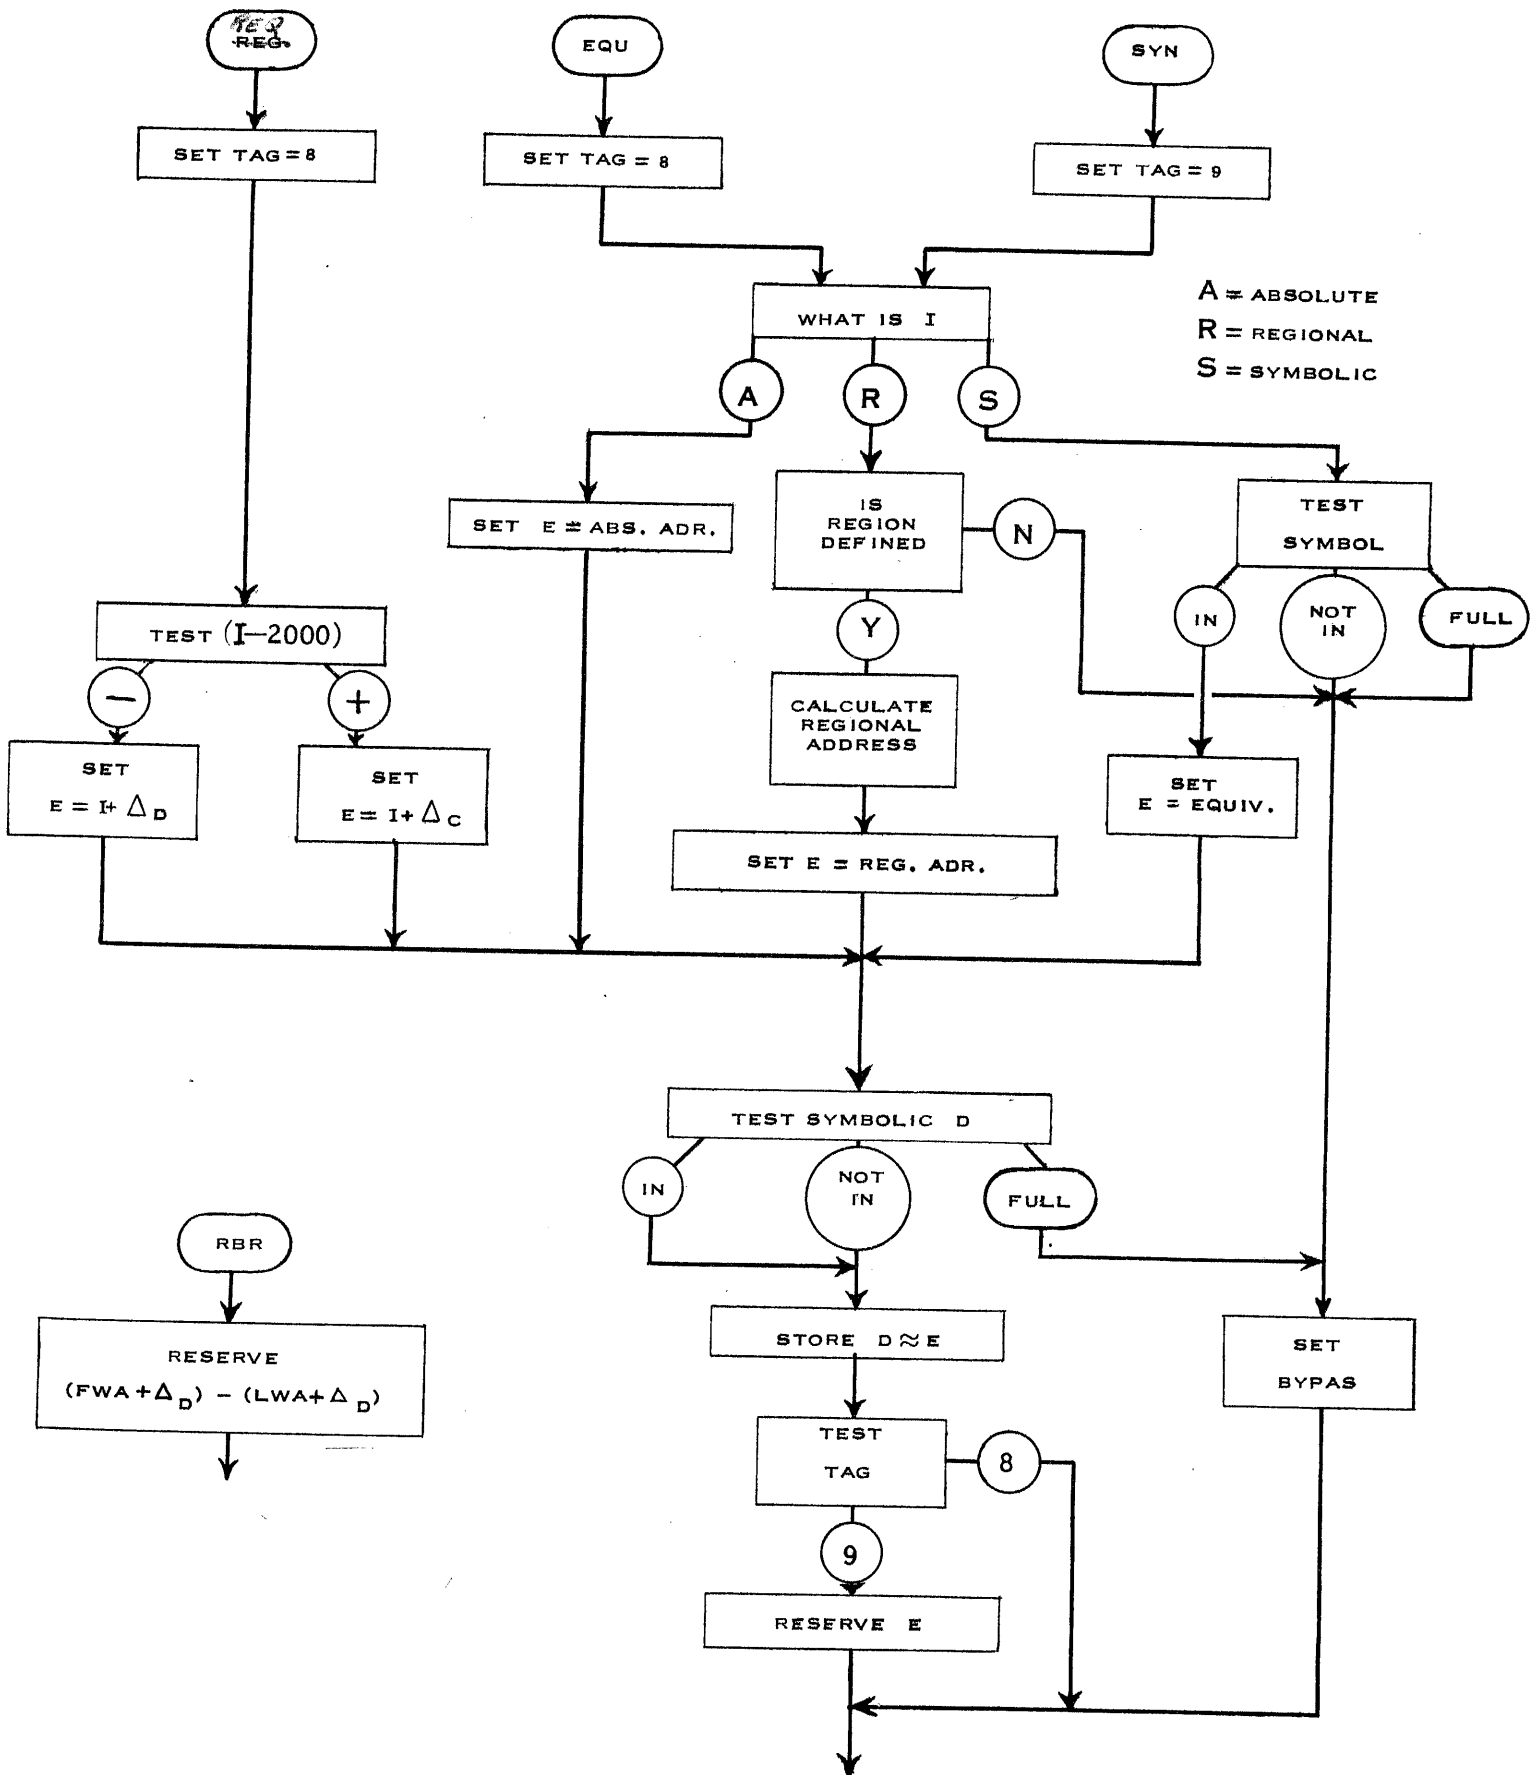 REQ
REG.
EQU
SYN
SET TAG = 8
SET TAG = 8
SET TAG = 9
WHAT IS I
A = ABSOLUTE
R = REGIONAL
S = SYMBOLIC
A
R
S
SET E = ABS. ADR.
IS
REGION
DEFINED
N
TEST
SYMBOL
IN
NOT
IN
FULL
Y
TEST (I—2000)
—
+
CALCULATE
REGIONAL
ADDRESS
SET
E = I+ Δ D
SET
E = I+ Δ C
SET
E = EQUIV.
SET E = REG. ADR.
TEST SYMBOLIC D
IN
NOT
IN
FULL
RBR
RESERVE
(FWA + Δ D) - (LWA + Δ D)
STORE D ≈ E
SET
BYPAS
TEST
TAG
8
9
RESERVE E